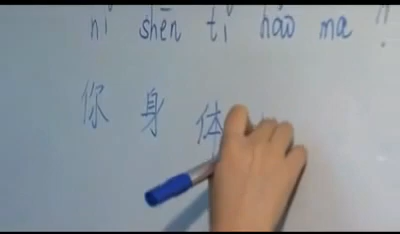 nǐ shēn tǐ hǎo ma ?
你 身 体